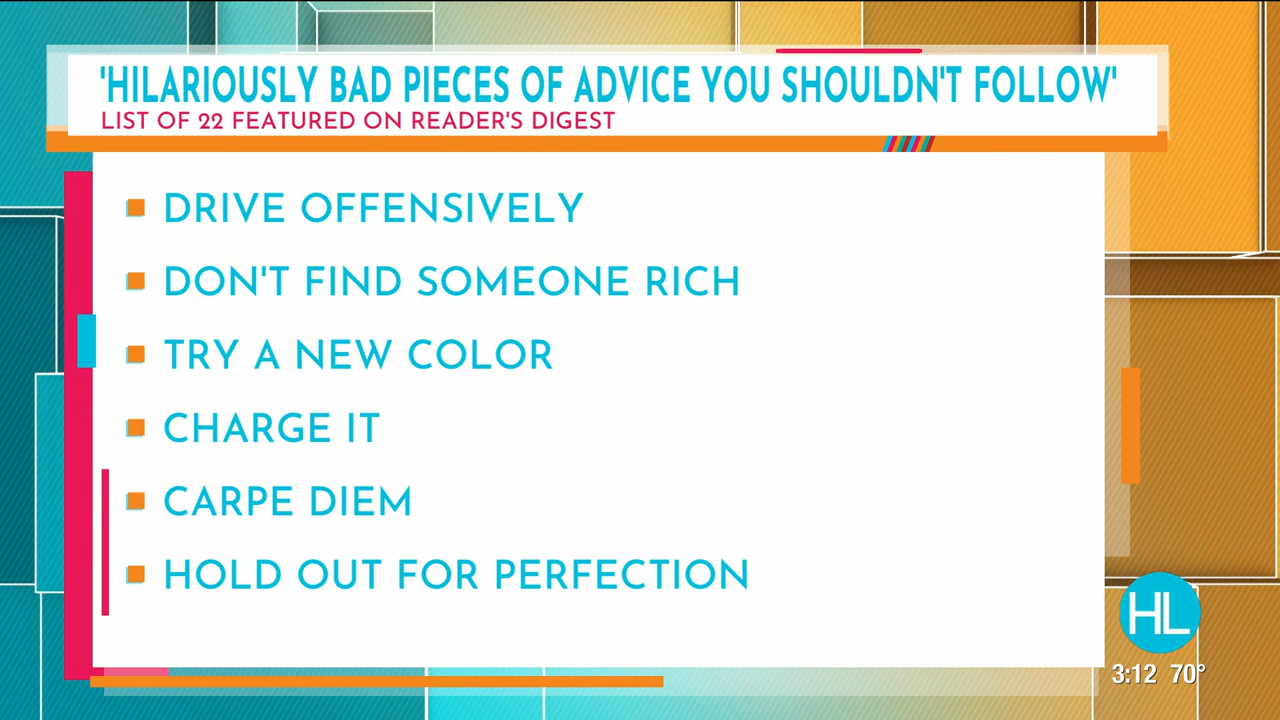 'HILARIOUSLY BAD PIECES OF ADVICE YOU SHOULDN'T FOLLOW'
LIST OF 22 FEATURED ON READER'S DIGEST
DRIVE OFFENSIVELY
DON'T FIND SOMEONE RICH
TRY A NEW COLOR
CHARGE IT
CARPE DIEM
HOLD OUT FOR PERFECTION
HL
3:12 70°